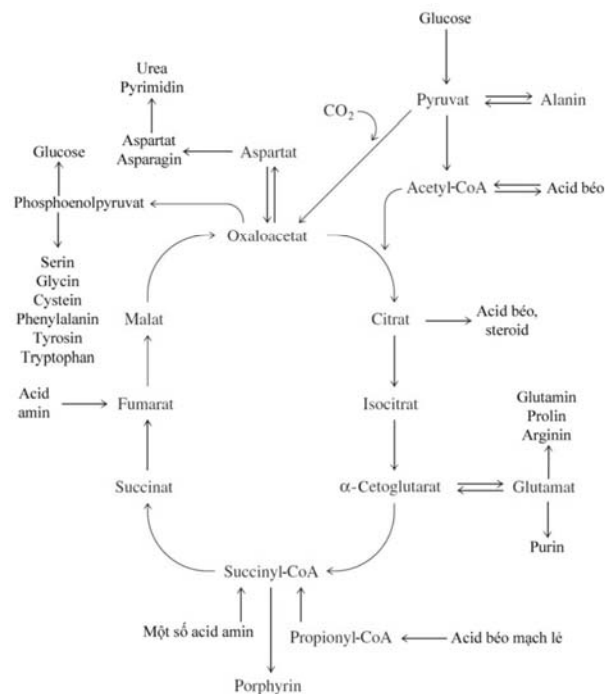 Glucose
Urea
Pyrimidin
CO₂
Pyruvat
Alanin
Glucose
Aspartat
Asparagin
Aspartat
Acetyl-CoA
Acid béo
Phosphoenolpyruvat
Oxaloacetat
Serin
Glycin
Cystein
Phenylalanin
Tyrosin
Tryptophan
Malat
Citrat
Acid béo,
steroid
Acid
amin
Fumarat
Isocitrat
Glutamin
Prolin
Arginin
Succinat
α-Cetoglutarat
Glutamat
Purin
Succinyl-CoA
Một số acid amin
Propionyl-CoA
Acid béo mạch lẻ
Porphyrin